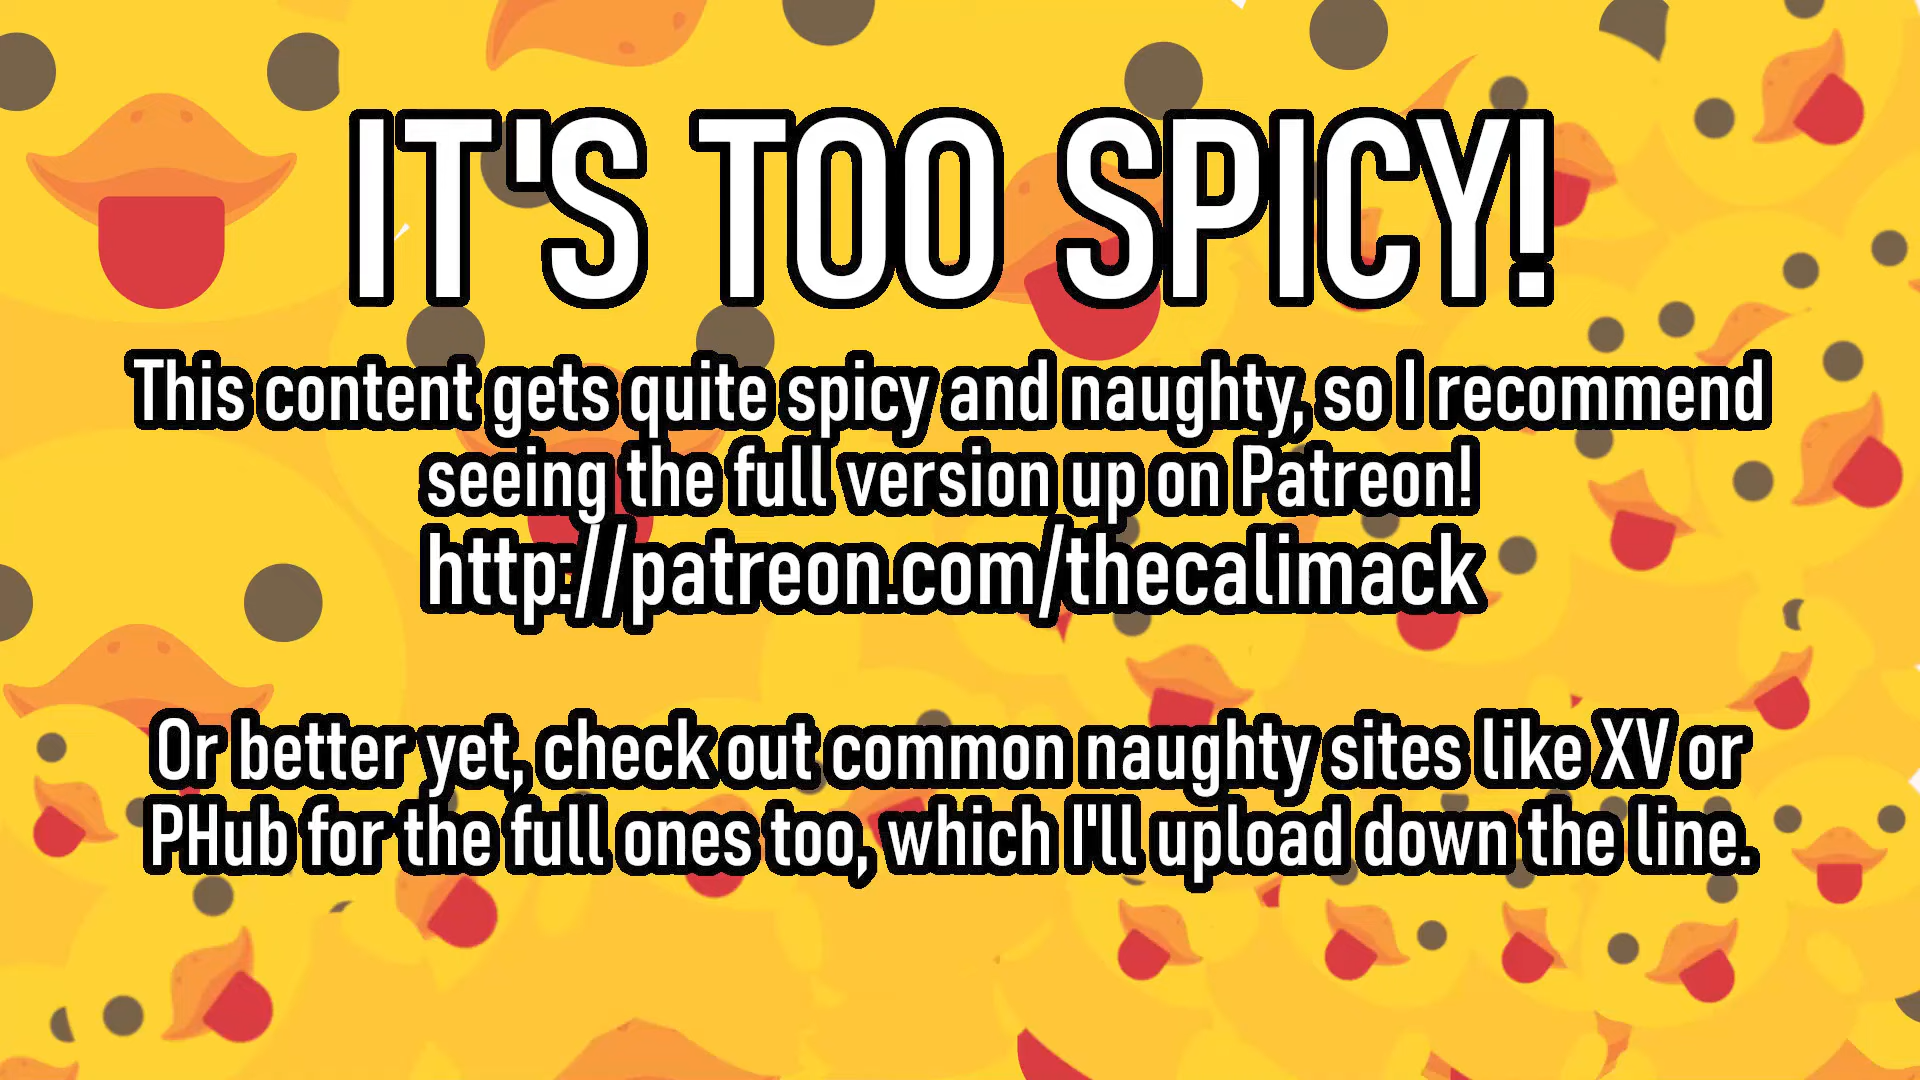 IT'S TOO SPICY!
This content gets quite spicy and naughty, so I recommend
seeing the full version up on Patreon!
http://patreon.com/thecalimack
Or better yet, check out common naughty sites like XV or
PHub for the full ones too, which I'll upload down the line.